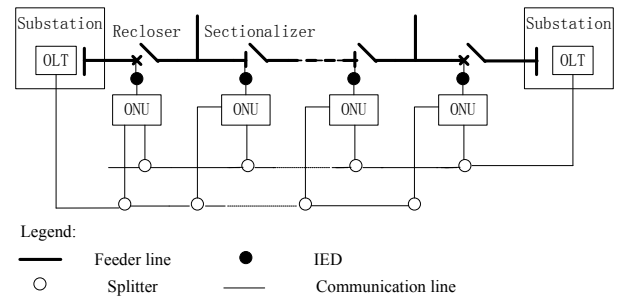 Substation
Recloser
Sectionalizer
Substation
OLT
OLT
ONU
ONU
ONU
ONU
Legend:
Feeder line
IED
Splitter
Communication line